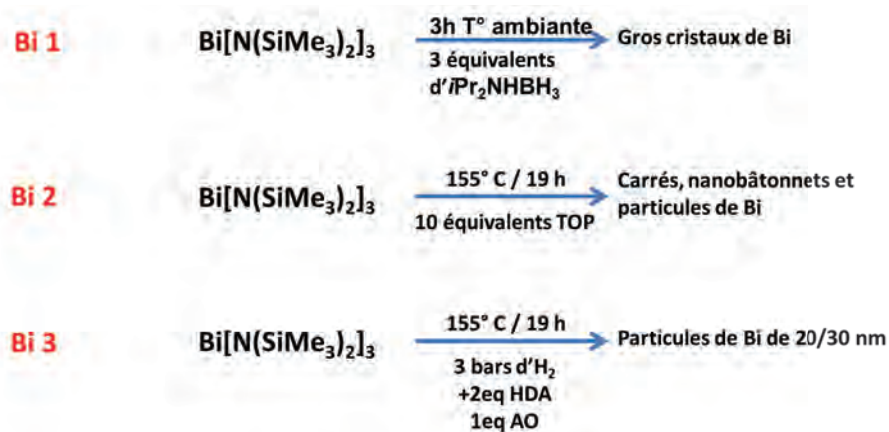 Bi 1
Bi[N(SiMe3)2]3
3h T° ambiante
3 équivalents
d'iPr2NHBH3
Gros cristaux de Bi
Bi 2
Bi[N(SiMe3)2]3
155° C / 19 h
10 équivalents TOP
Carrés, nanobâtonnets et
particules de Bi
Bi 3
Bi[N(SiMe3)2]3
155° C / 19 h
3 bars d'H2
+2eq HDA
1eq AO
Particules de Bi de 20/30 nm